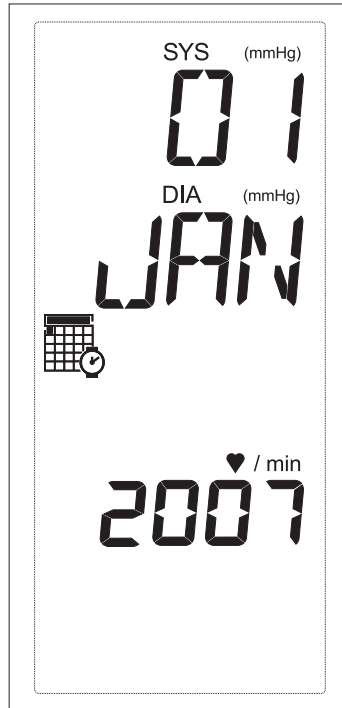 SYS (mmHg)
01
DIA (mmHg)
JAN
♥ / min
2007